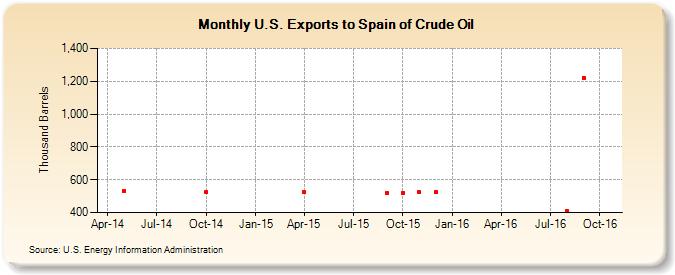 Monthly U.S. Exports to Spain of Crude Oil
Thousand Barrels
1,400
1,200
1,000
800
600
400
Apr-14 Jul-14 Oct-14 Jan-15 Apr-15 Jul-15 Oct-15 Jan-16 Apr-16 Jul-16 Oct-16
Source: U.S. Energy Information Administration